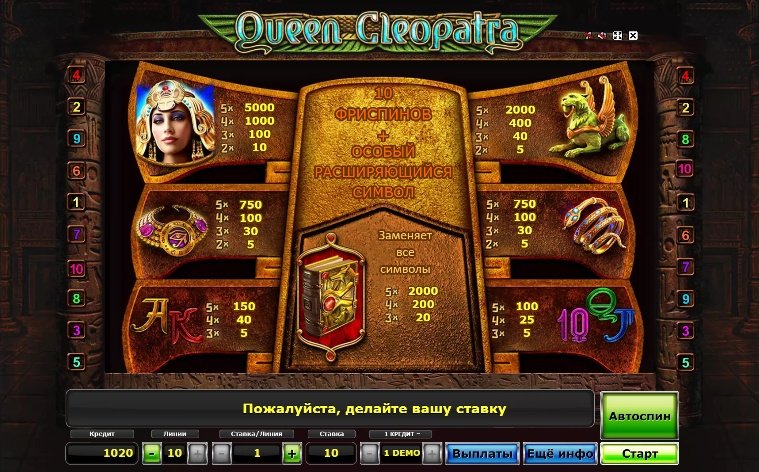 Queen Cleopatra
4
2
9
6
1
7
10
8
3
5
5x 5000
4x 1000
3x 100
2x 10
5x 750
4x 100
3x 30
2x 5
A K
5x 150
4x 40
3x 5
10
ФРИСПИНОВ
+
ОСОБЫЙ
РАСШИРЯЮЩИЙСЯ
СИМВОЛ
Заменяет
все
символы
5x 2000
4x 200
3x 20
5x 2000
4x 400
3x 40
2x 5
5x 750
4x 100
3x 30
2x 5
5x 100
4x 25
3x 5
10 Q J
4
2
8
10
1
6
7
9
3
5
Пожалуйста, делайте вашу ставку
Автоспин
Кредит
Линии
Ставка/Линия
Ставка
1 КРЕДИТ =
1020
- 10 +
- 1 +
10
- 1 DEMO +
Выплаты
Ещё инфо
Старт